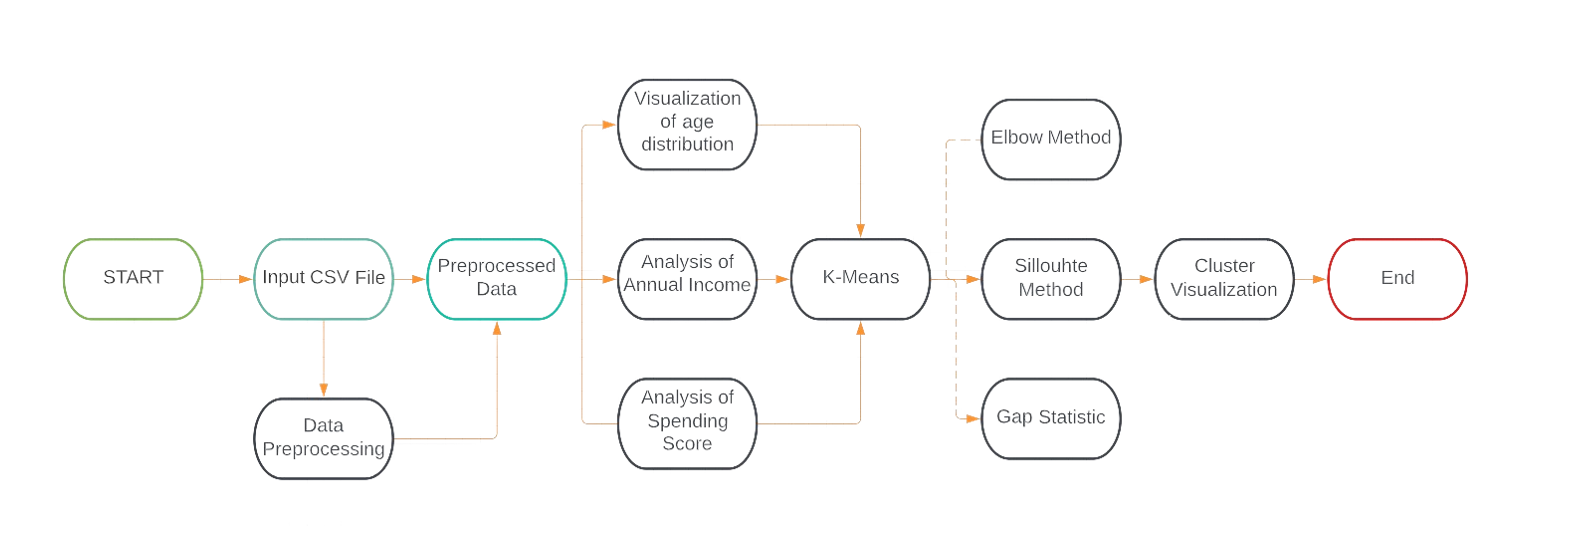 START
Input CSV File
Data
Preprocessing
Preprocessed
Data
Visualization
of age
distribution
Analysis of
Annual Income
Analysis of
Spending
Score
K-Means
Elbow Method
Sillouhte
Method
Gap Statistic
Cluster
Visualization
End